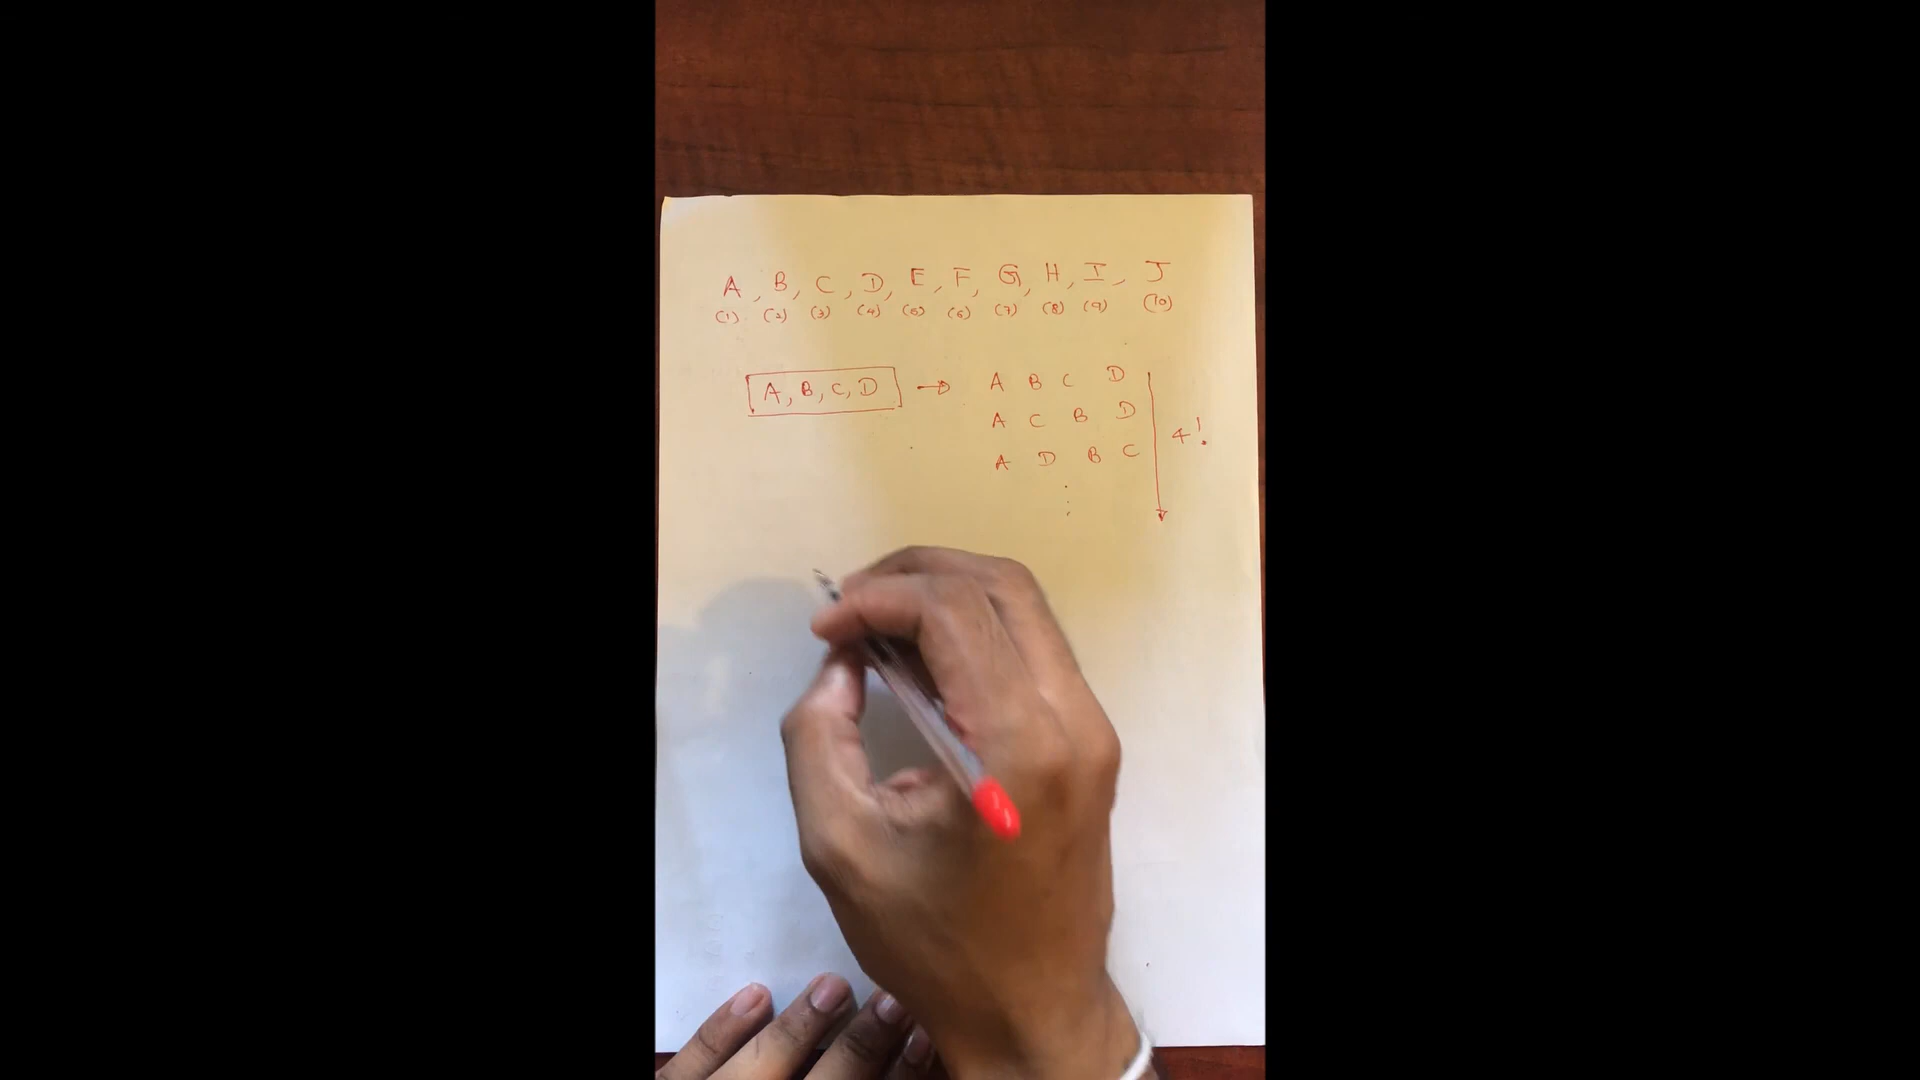 A, B, C, D, E, F, G, H, I, J
(1) (2) (3) (4) (5) (6) (7) (8) (9) (10)
A, B, C, D → A B C D
A C B D
4!
A D B C
⋮